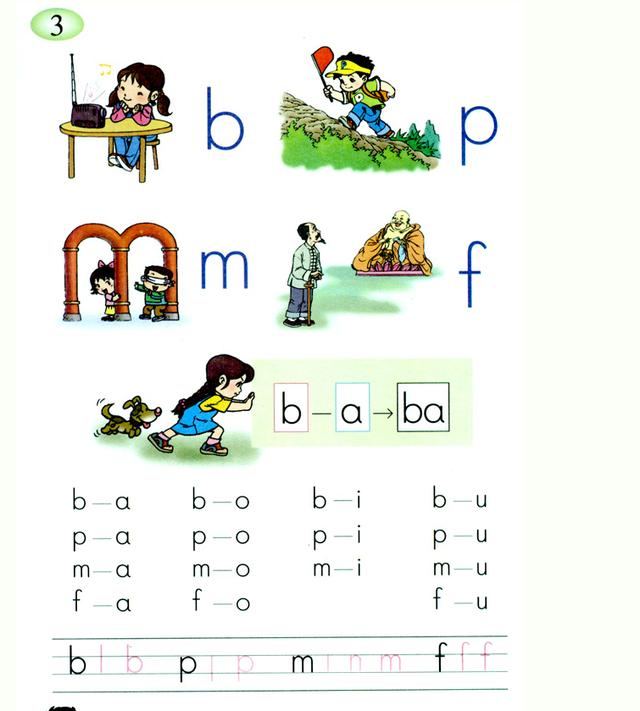 3
b p
m f
b — a → ba
b — a b — o b — i b — u
p — a p — o p — i p — u
m — a m — o m — i m — u
f — a f — o f — u
b l b p l p m ı n m f ſ f